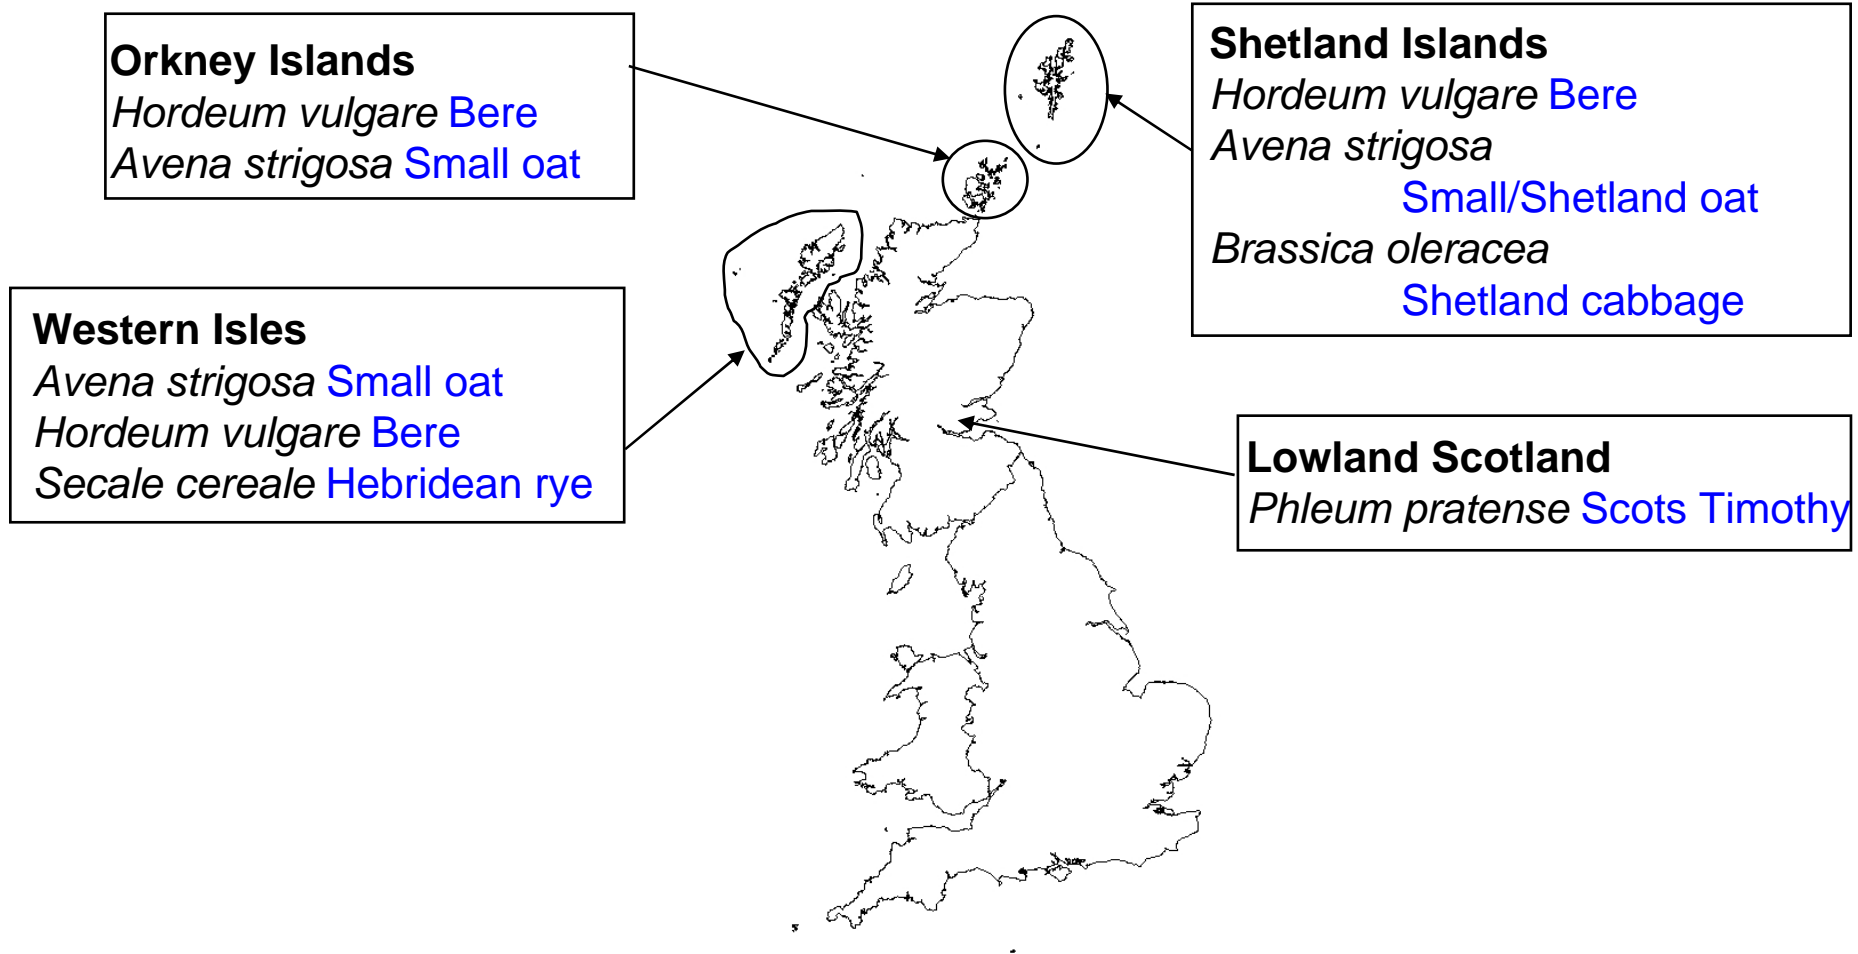 Orkney Islands
Hordeum vulgare Bere
Avena strigosa Small oat
Shetland Islands
Hordeum vulgare Bere
Avena strigosa
Small/Shetland oat
Brassica oleracea
Shetland cabbage
Western Isles
Avena strigosa Small oat
Hordeum vulgare Bere
Secale cereale Hebridean rye
Lowland Scotland
Phleum pratense Scots Timothy